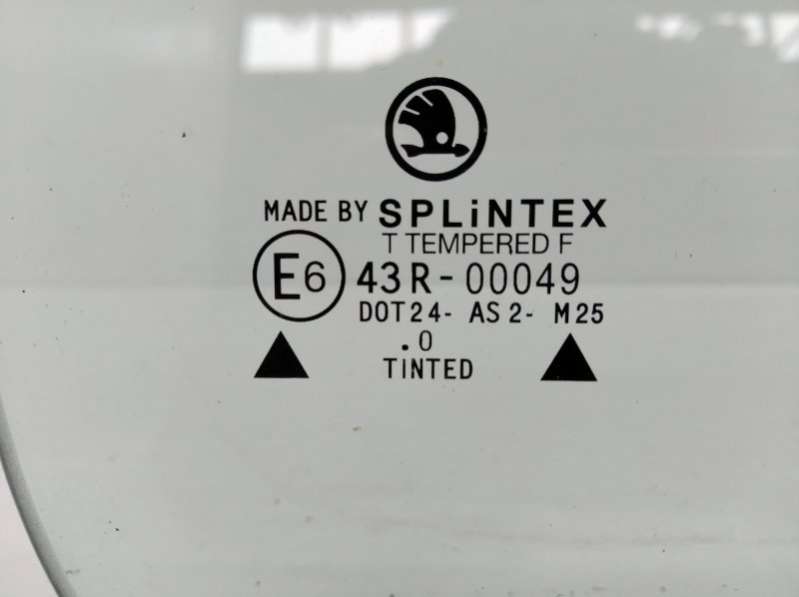 MADE BY SPLiNTEX
T TEMPERED F
E6 43R-00049
DOT24- AS2- M25
.0
TINTED